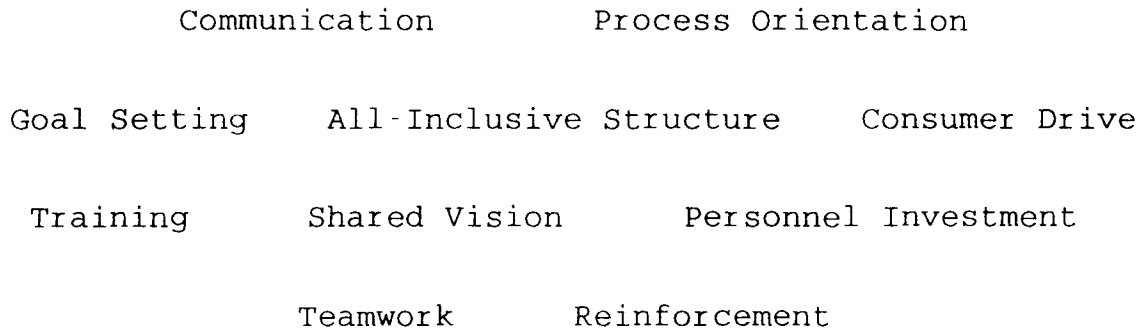 Communication Process Orientation
Goal Setting All-Inclusive Structure Consumer Drive
Training Shared Vision Personnel Investment
Teamwork Reinforcement